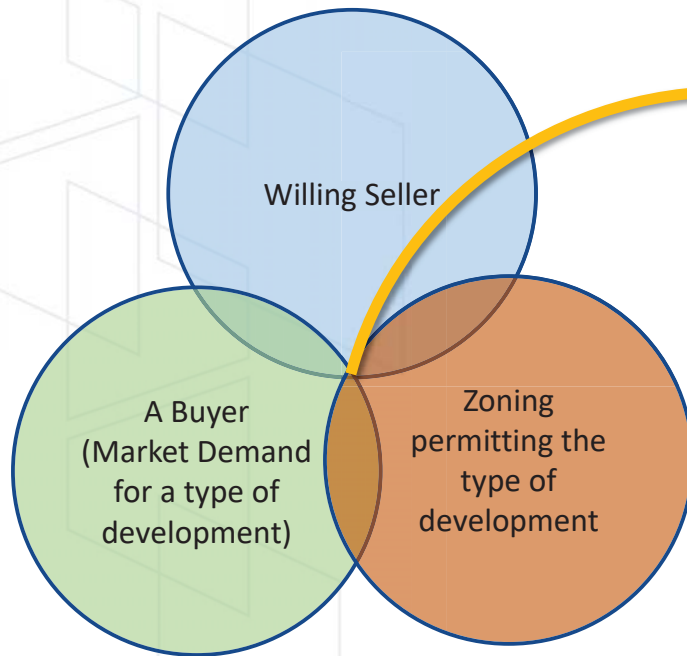 Willing Seller
A Buyer
(Market Demand
for a type of
development)
Zoning
permitting the
type of
development